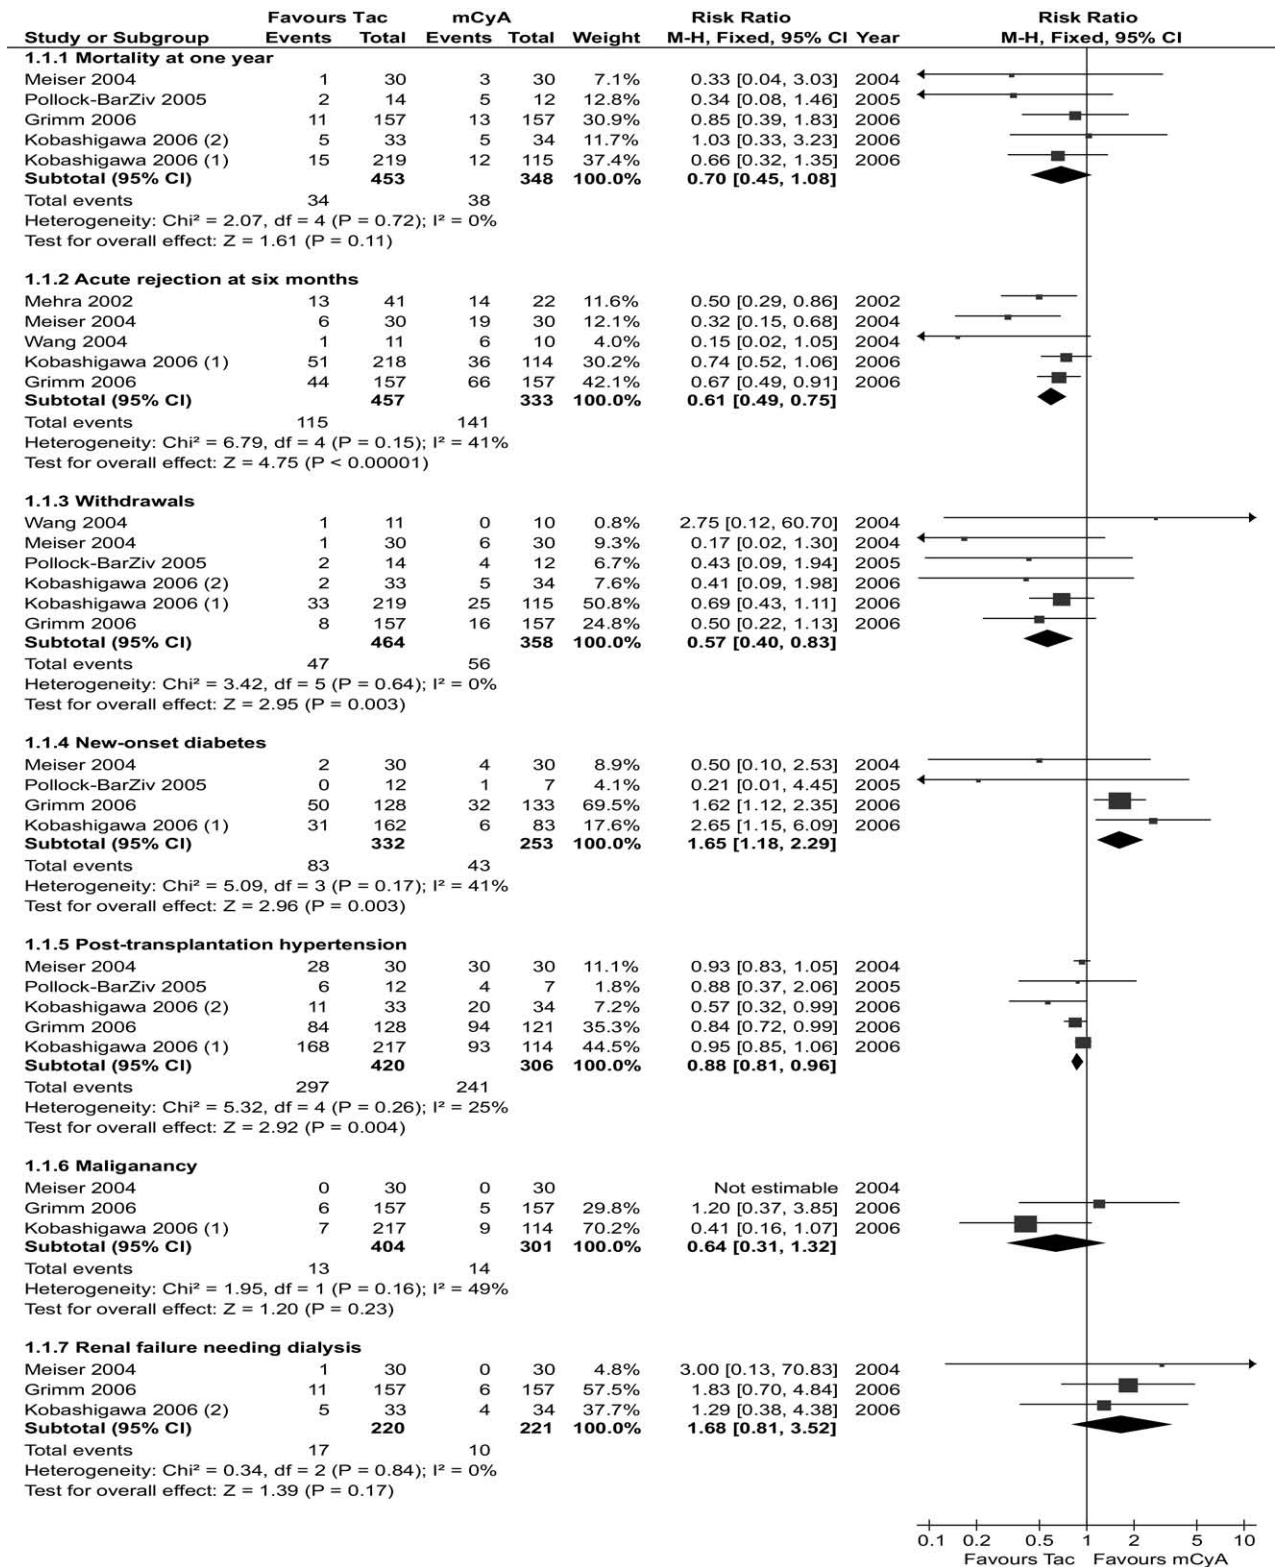 Favours Tac mCyA Risk Ratio Risk Ratio
Study or Subgroup Events Total Events Total Weight M-H, Fixed, 95% CI Year M-H, Fixed, 95% CI
1.1.1 Mortality at one year
Meiser 2004 1 30 3 30 7.1% 0.33 [0.04, 3.03] 2004
Pollock-BarZiv 2005 2 14 5 12 12.8% 0.34 [0.08, 1.46] 2005
Grimm 2006 11 157 13 157 30.9% 0.85 [0.39, 1.83] 2006
Kobashigawa 2006 (2) 5 33 5 34 11.7% 1.03 [0.33, 3.23] 2006
Kobashigawa 2006 (1) 15 219 12 115 37.4% 0.66 [0.32, 1.35] 2006
Subtotal (95% CI) 453 348 100.0% 0.70 [0.45, 1.08]
Total events 34 38
Heterogeneity: Chi² = 2.07, df = 4 (P = 0.72); I² = 0%
Test for overall effect: Z = 1.61 (P = 0.11)
1.1.2 Acute rejection at six months
Mehra 2002 13 41 14 22 11.6% 0.50 [0.29, 0.86] 2002
Meiser 2004 6 30 19 30 12.1% 0.32 [0.15, 0.68] 2004
Wang 2004 1 11 6 10 4.0% 0.15 [0.02, 1.05] 2004
Kobashigawa 2006 (1) 51 218 36 114 30.2% 0.74 [0.52, 1.06] 2006
Grimm 2006 44 157 66 157 42.1% 0.67 [0.49, 0.91] 2006
Subtotal (95% CI) 457 333 100.0% 0.61 [0.49, 0.75]
Total events 115 141
Heterogeneity: Chi² = 6.79, df = 4 (P = 0.15); I² = 41%
Test for overall effect: Z = 4.75 (P < 0.00001)
1.1.3 Withdrawals
Wang 2004 1 11 0 10 0.8% 2.75 [0.12, 60.70] 2004
Meiser 2004 1 30 6 30 9.3% 0.17 [0.02, 1.30] 2004
Pollock-BarZiv 2005 2 14 4 12 6.7% 0.43 [0.09, 1.94] 2005
Kobashigawa 2006 (2) 2 33 5 34 7.6% 0.41 [0.09, 1.98] 2006
Kobashigawa 2006 (1) 33 219 25 115 50.8% 0.69 [0.43, 1.11] 2006
Grimm 2006 8 157 16 157 24.8% 0.50 [0.22, 1.13] 2006
Subtotal (95% CI) 464 358 100.0% 0.57 [0.40, 0.83]
Total events 47 56
Heterogeneity: Chi² = 3.42, df = 5 (P = 0.64); I² = 0%
Test for overall effect: Z = 2.95 (P = 0.003)
1.1.4 New-onset diabetes
Meiser 2004 2 30 4 30 8.9% 0.50 [0.10, 2.53] 2004
Pollock-BarZiv 2005 0 12 1 7 4.1% 0.21 [0.01, 4.45] 2005
Grimm 2006 50 128 32 133 69.5% 1.62 [1.12, 2.35] 2006
Kobashigawa 2006 (1) 31 162 6 83 17.6% 2.65 [1.15, 6.09] 2006
Subtotal (95% CI) 332 253 100.0% 1.65 [1.18, 2.29]
Total events 83 43
Heterogeneity: Chi² = 5.09, df = 3 (P = 0.17); I² = 41%
Test for overall effect: Z = 2.96 (P = 0.003)
1.1.5 Post-transplantation hypertension
Meiser 2004 28 30 30 30 11.1% 0.93 [0.83, 1.05] 2004
Pollock-BarZiv 2005 6 12 4 7 1.8% 0.88 [0.37, 2.06] 2005
Kobashigawa 2006 (2) 11 33 20 34 7.2% 0.57 [0.32, 0.99] 2006
Grimm 2006 84 128 94 121 35.3% 0.84 [0.72, 0.99] 2006
Kobashigawa 2006 (1) 168 217 93 114 44.5% 0.95 [0.85, 1.06] 2006
Subtotal (95% CI) 420 306 100.0% 0.88 [0.81, 0.96]
Total events 297 241
Heterogeneity: Chi² = 5.32, df = 4 (P = 0.26); I² = 25%
Test for overall effect: Z = 2.92 (P = 0.004)
1.1.6 Maliganancy
Meiser 2004 0 30 0 30 Not estimable 2004
Grimm 2006 6 157 5 157 29.8% 1.20 [0.37, 3.85] 2006
Kobashigawa 2006 (1) 7 217 9 114 70.2% 0.41 [0.16, 1.07] 2006
Subtotal (95% CI) 404 301 100.0% 0.64 [0.31, 1.32]
Total events 13 14
Heterogeneity: Chi² = 1.95, df = 1 (P = 0.16); I² = 49%
Test for overall effect: Z = 1.20 (P = 0.23)
1.1.7 Renal failure needing dialysis
Meiser 2004 1 30 0 30 4.8% 3.00 [0.13, 70.83] 2004
Grimm 2006 11 157 6 157 57.5% 1.83 [0.70, 4.84] 2006
Kobashigawa 2006 (2) 5 33 4 34 37.7% 1.29 [0.38, 4.38] 2006
Subtotal (95% CI) 220 221 100.0% 1.68 [0.81, 3.52]
Total events 17 10
Heterogeneity: Chi² = 0.34, df = 2 (P = 0.84); I² = 0%
Test for overall effect: Z = 1.39 (P = 0.17)
0.1 0.2 0.5 1 2 5 10
Favours Tac Favours mCyA